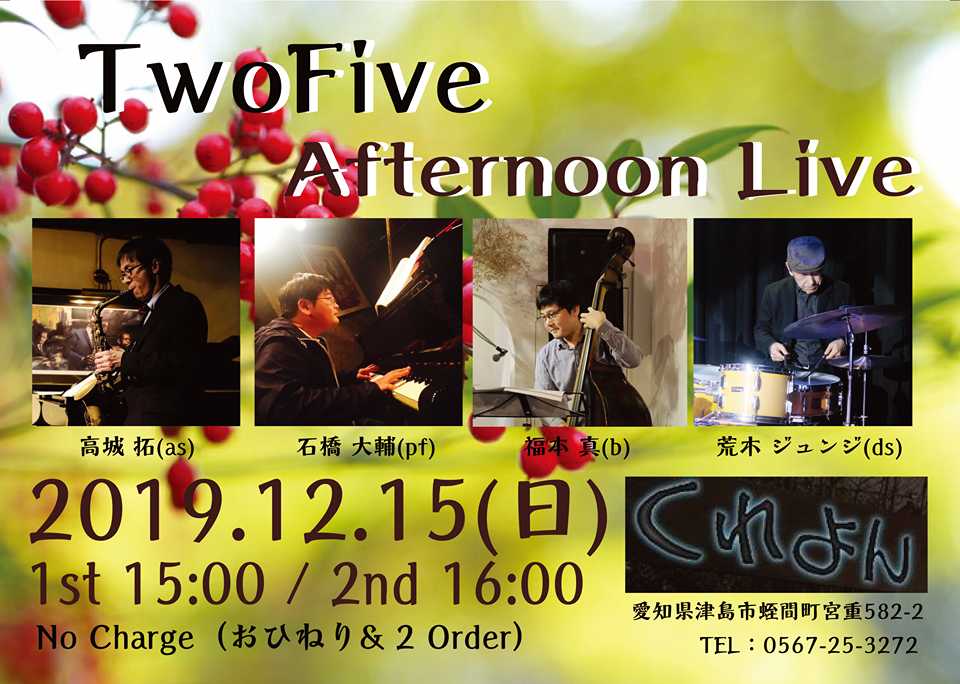 TwoFive
Afternoon Live
高城 拓(as)
石橋 大輔(pf)
福本 真(b)
荒木 ジュンジ(ds)
2019.12.15(日)
1st 15:00 / 2nd 16:00
No Charge（おひねり& 2 Order）
くれよん
愛知県津島市蛭間町宮重582-2
TEL：0567-25-3272